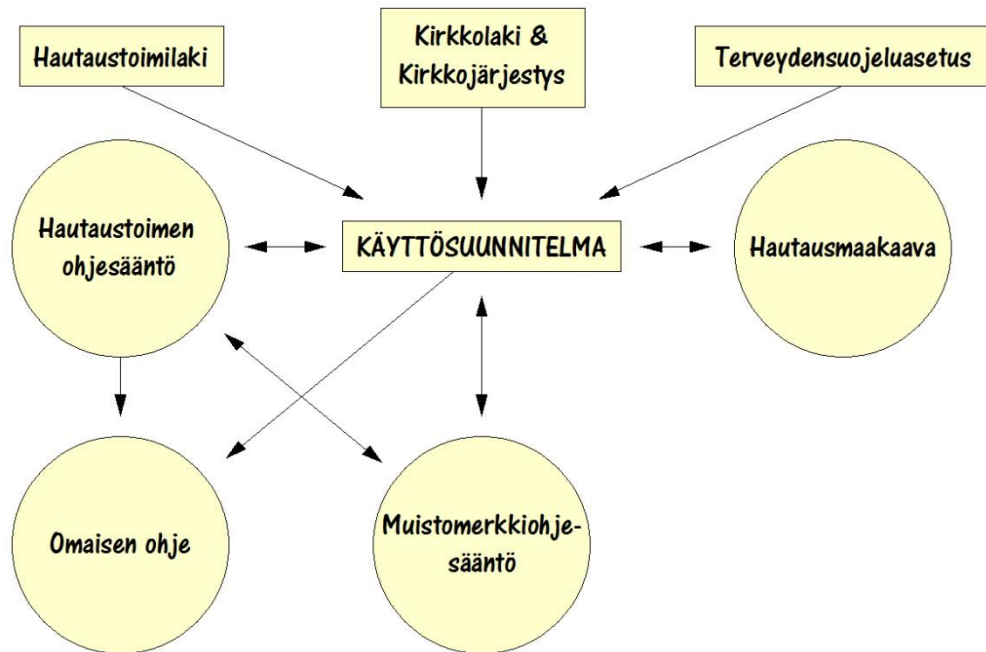 Hautaustoimilaki
Kirkkolaki &
Kirkkojärjestys
Terveydensuojeluasetus
Hautaustoimen
ohjesääntö
KÄYTTÖSUUNNITELMA
Hautausmaakaava
Omaisen ohje
Muistomerkkiohje-
sääntö